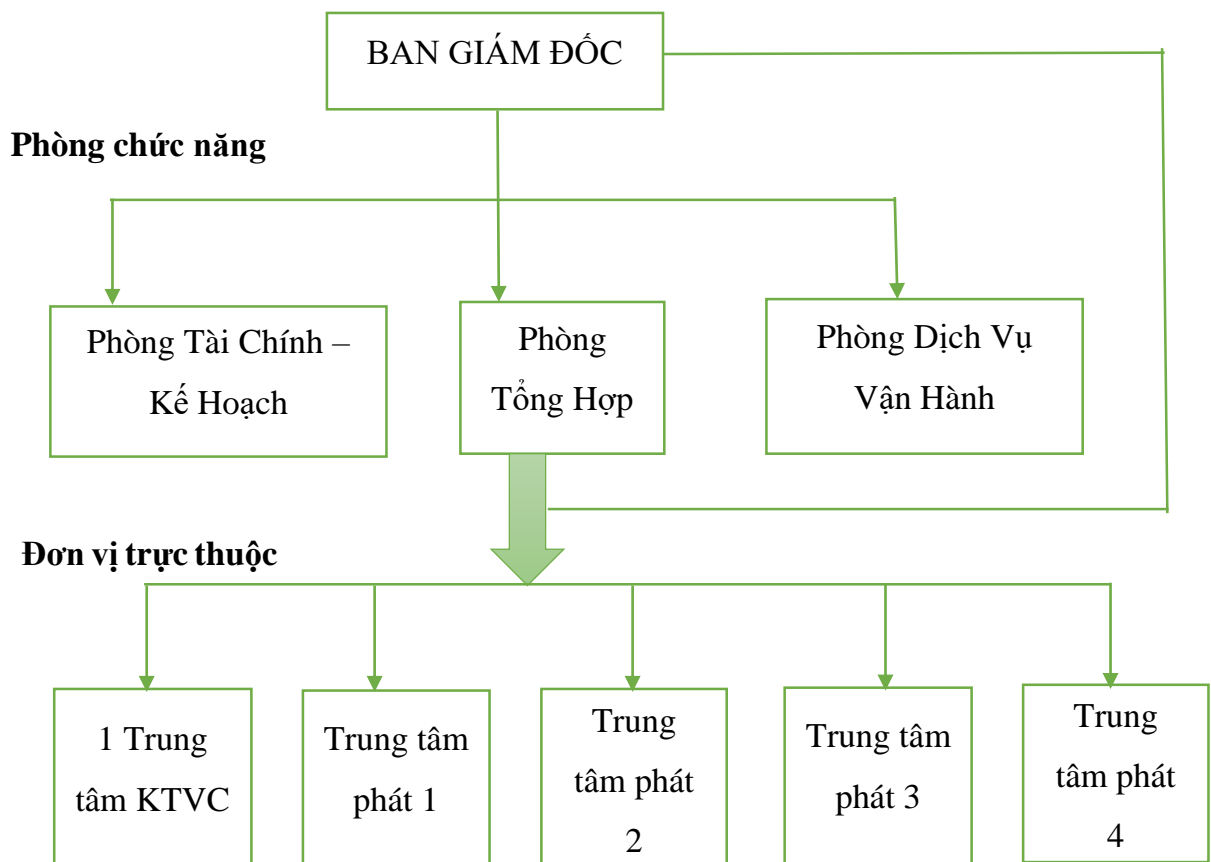 BAN GIÁM ĐỐC
Phòng chức năng
Phòng Tài Chính –
Kế Hoạch
Phòng
Tổng Hợp
Phòng Dịch Vụ
Vận Hành
Đơn vị trực thuộc
1 Trung
tâm KTVC
Trung tâm
phát 1
Trung
tâm phát
2
Trung tâm
phát 3
Trung
tâm phát
4